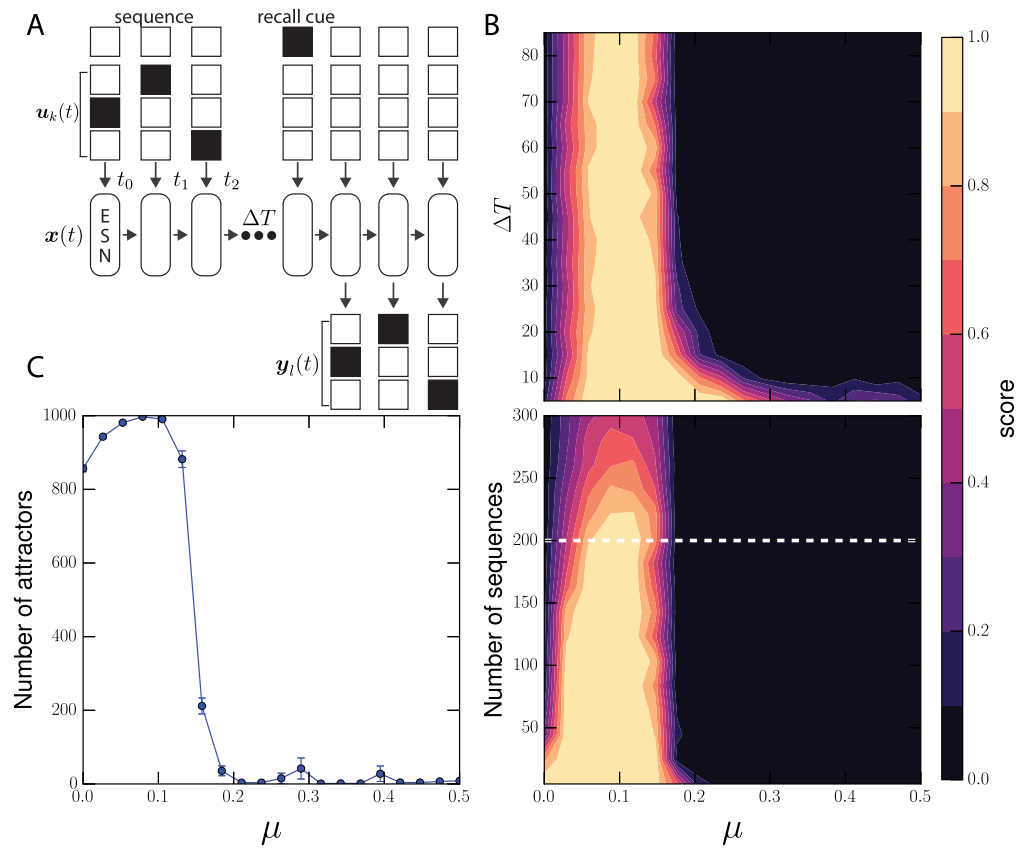 A
sequence
recall cue
u_k(t)
t_0
t_1
t_2
x(t)
E
S
N
ΔT
y_l(t)
B
80
70
60
50
40
30
20
10
ΔT
300
250
200
150
100
50
0
Number of sequences
0.0 0.1 0.2 0.3 0.4 0.5
μ
1.0
0.8
0.6
0.4
0.2
0.0
score
C
1000
800
600
400
200
0
Number of attractors
0.0 0.1 0.2 0.3 0.4 0.5
μ